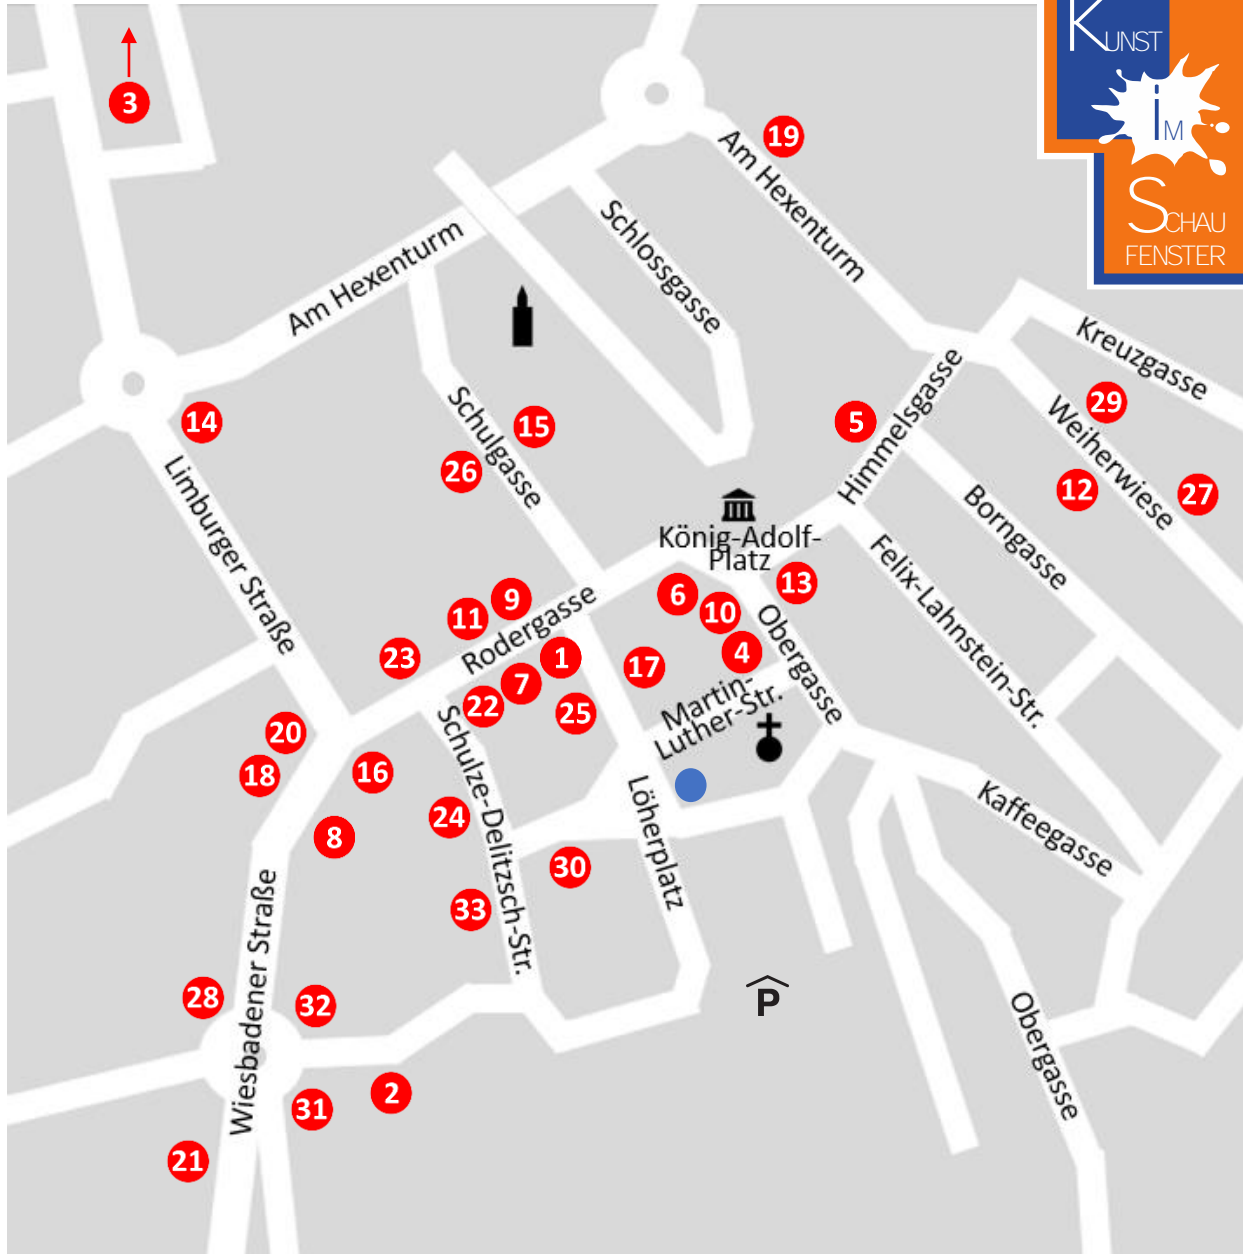 KUNST
IM
SCHAU
FENSTER
3
19
Am Hexenturm
Schlossgasse
Am Hexenturm
Kreuzgasse
14
15
26
Schulgasse
5
Himmelsgasse
29
Weiherwiese
12
27
Limburger Straße
König-Adolf-
Platz
Borngasse
Felix-Lahnstein-Str.
13
6
10
4
Obergasse
9
11
Rodergasse
23
1
7
22
25
17
Martin-
Luther-Str.
20
18
16
8
Schulze-Delitzsch-Str.
24
30
33
Löherplatz
Kaffeegasse
Wiesbadener Straße
28
32
P
Obergasse
2
31
21